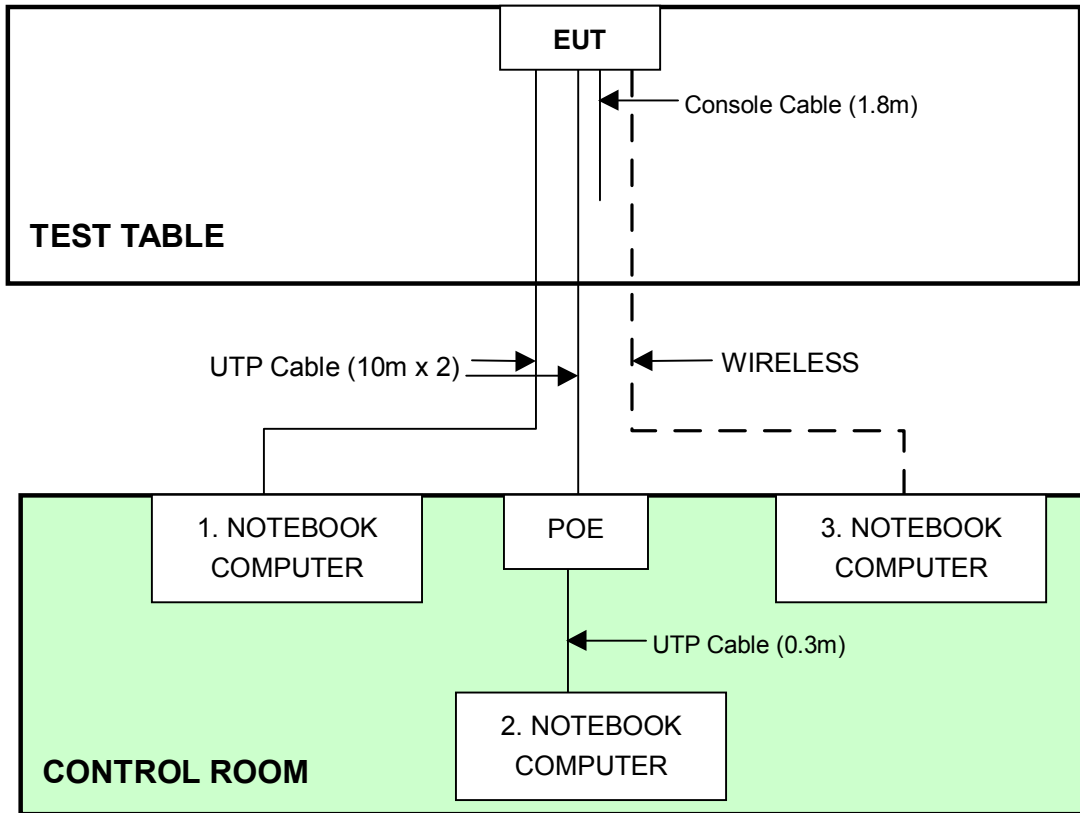 EUT
Console Cable (1.8m)
TEST TABLE
UTP Cable (10m x 2)
WIRELESS
1. NOTEBOOK
COMPUTER
POE
3. NOTEBOOK
COMPUTER
UTP Cable (0.3m)
2. NOTEBOOK
COMPUTER
CONTROL ROOM